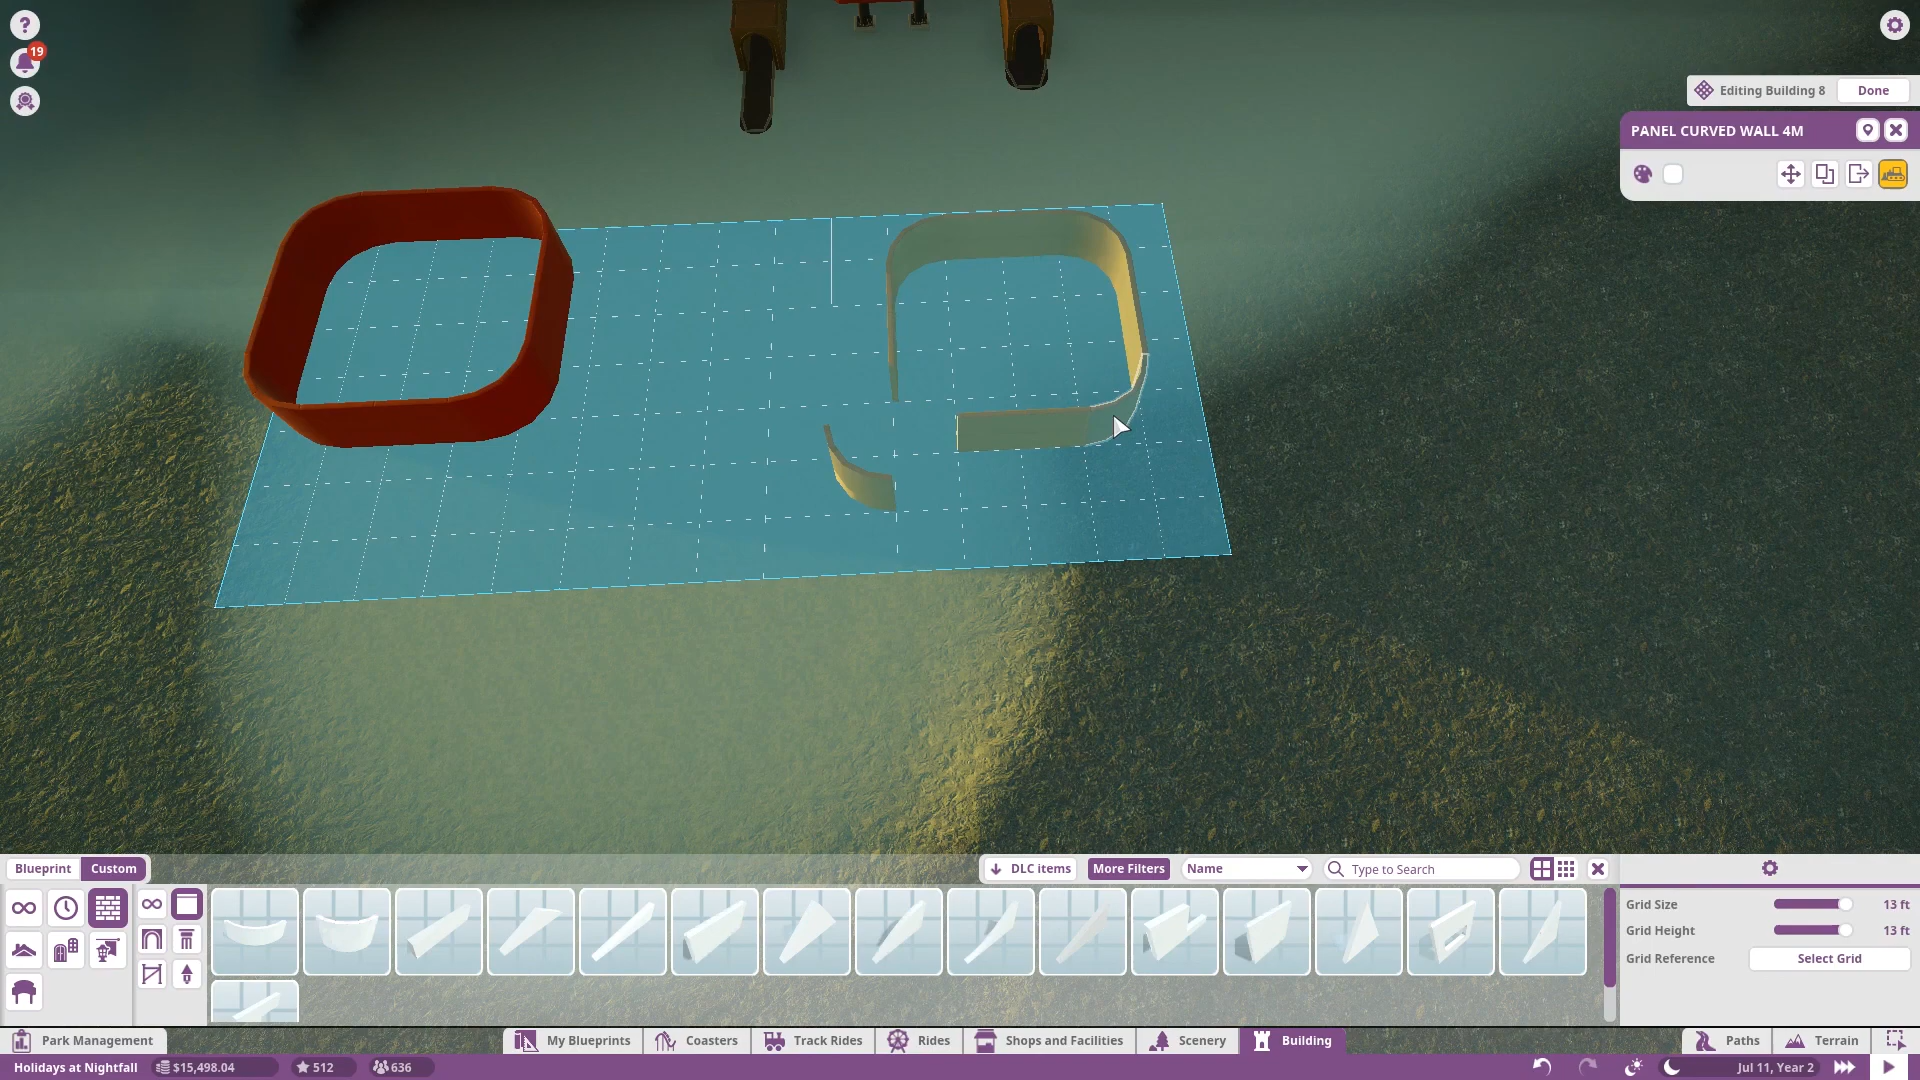 ?
19
Editing Building 8
Done
PANEL CURVED WALL 4M
Blueprint
Custom
DLC items
More Filters
Name
Type to Search
Grid Size
13 ft
Grid Height
13 ft
Grid Reference
Select Grid
Park Management
My Blueprints
Coasters
Track Rides
Rides
Shops and Facilities
Scenery
Building
Paths
Terrain
Holidays at Nightfall
$15,498.04
512
636
Jul 11, Year 2